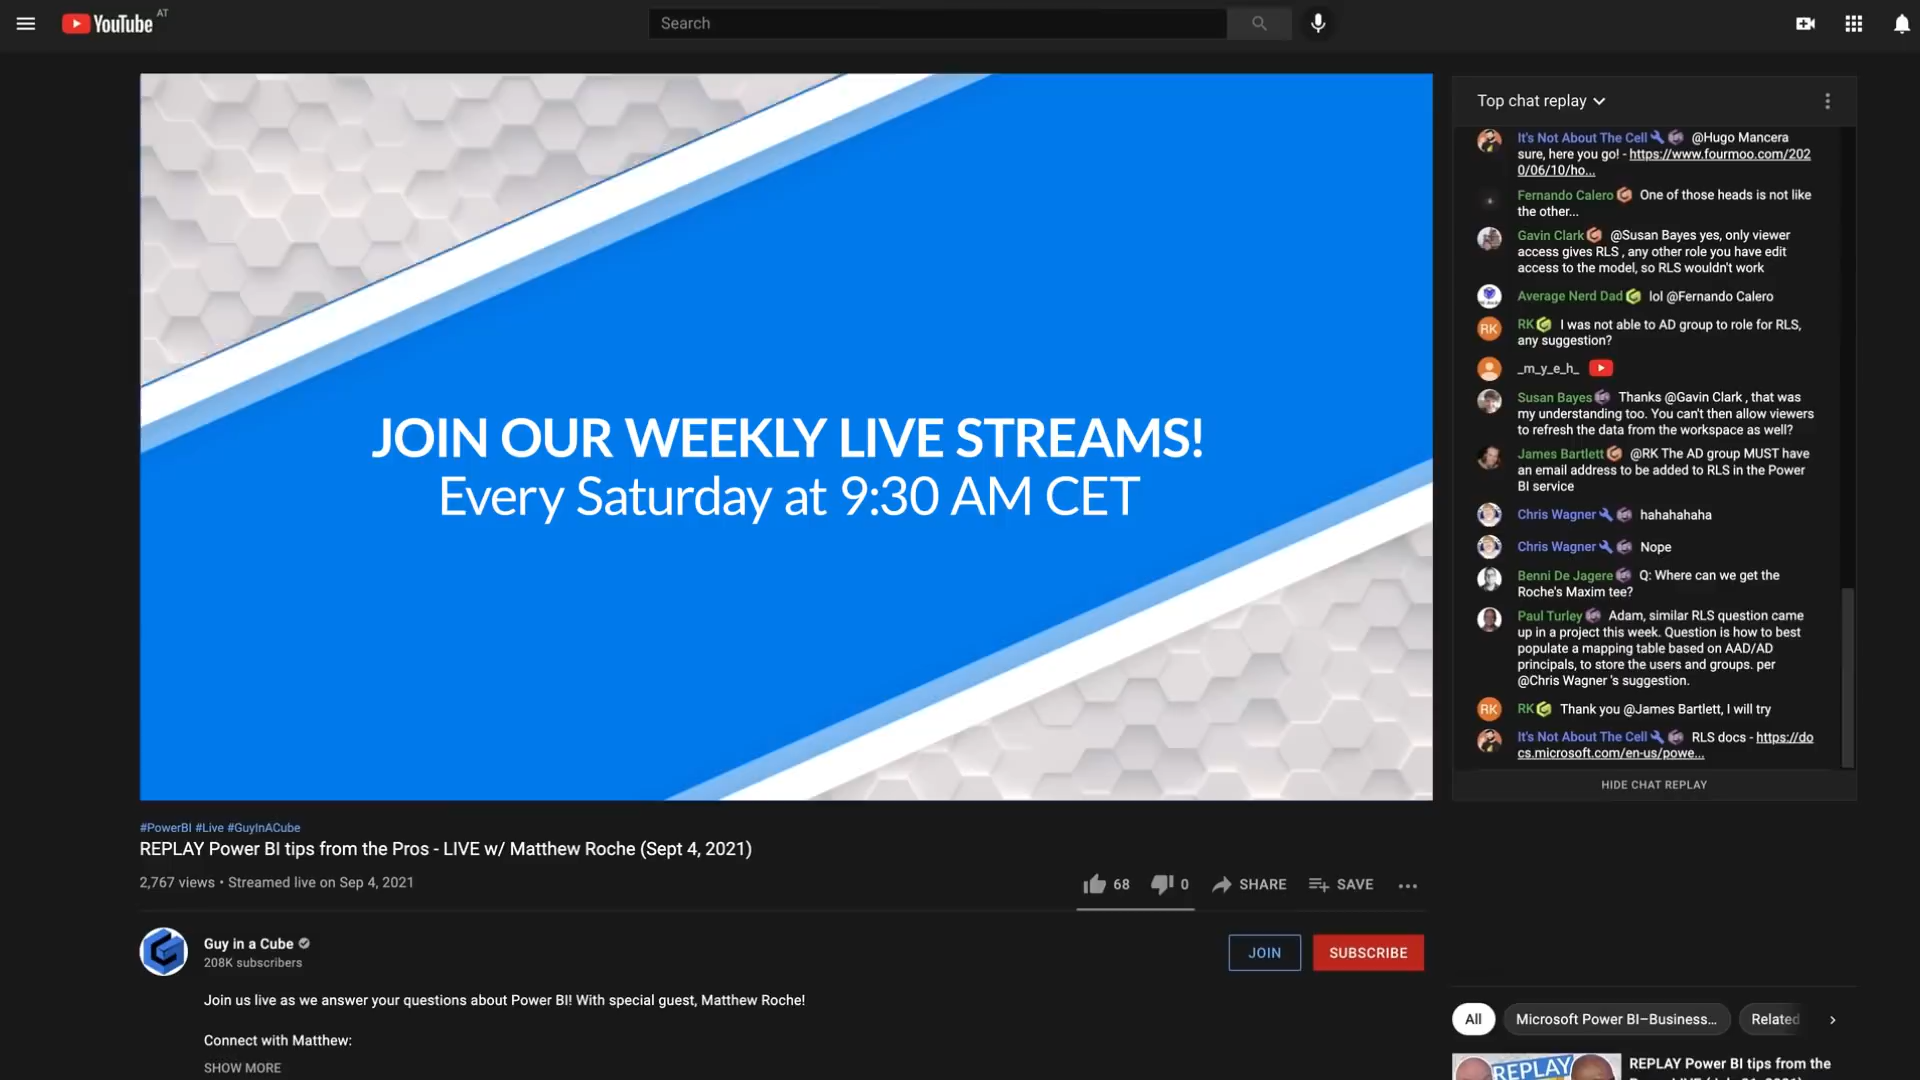 YouTube AT
Search
JOIN OUR WEEKLY LIVE STREAMS!
Every Saturday at 9:30 AM CET
Top chat replay
It's Not About The Cell @Hugo Mancera
sure, here you go! - https://www.fourmoo.com/202
0/06/10/ho...
Fernando Calero One of those heads is not like
the other...
Gavin Clark @Susan Bayes yes, only viewer
access gives RLS , any other role you have edit
access to the model, so RLS wouldn't work
Average Nerd Dad lol @Fernando Calero
RK RK I was not able to AD group to role for RLS,
any suggestion?
_m_y_e_h_
Susan Bayes Thanks @Gavin Clark , that was
my understanding too. You can't then allow viewers
to refresh the data from the workspace as well?
James Bartlett @RK The AD group MUST have
an email address to be added to RLS in the Power
BI service
Chris Wagner hahahahaha
Chris Wagner Nope
Benni De Jagere Q: Where can we get the
Roche's Maxim tee?
Paul Turley Adam, similar RLS question came
up in a project this week. Question is how to best
populate a mapping table based on AAD/AD
principals, to store the users and groups. per
@Chris Wagner 's suggestion.
RK RK Thank you @James Bartlett, I will try
It's Not About The Cell RLS docs - https://do
cs.microsoft.com/en-us/powe...
HIDE CHAT REPLAY
#PowerBI #Live #GuyInACube
REPLAY Power BI tips from the Pros - LIVE w/ Matthew Roche (Sept 4, 2021)
2,767 views • Streamed live on Sep 4, 2021
68 0 SHARE SAVE
Guy in a Cube
208K subscribers
JOIN SUBSCRIBE
Join us live as we answer your questions about Power BI! With special guest, Matthew Roche!
Connect with Matthew:
SHOW MORE
All Microsoft Power BI–Business... Related
REPLAY
REPLAY Power BI tips from the